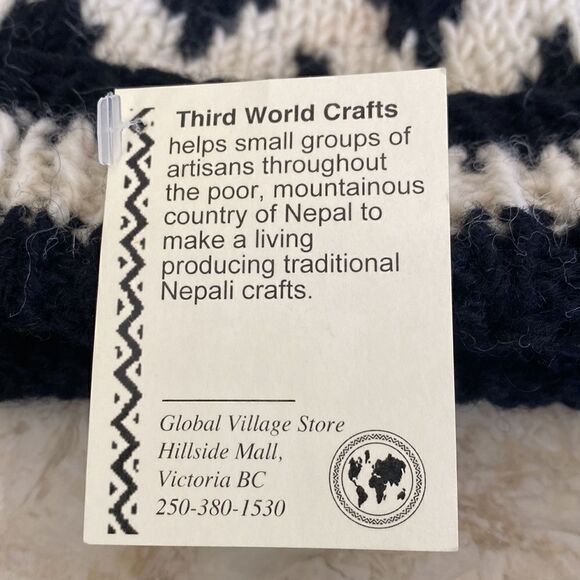 Third World Crafts
helps small groups of
artisans throughout
the poor, mountainous
country of Nepal to
make a living
producing traditional
Nepali crafts.
Global Village Store
Hillside Mall,
Victoria BC
250-380-1530